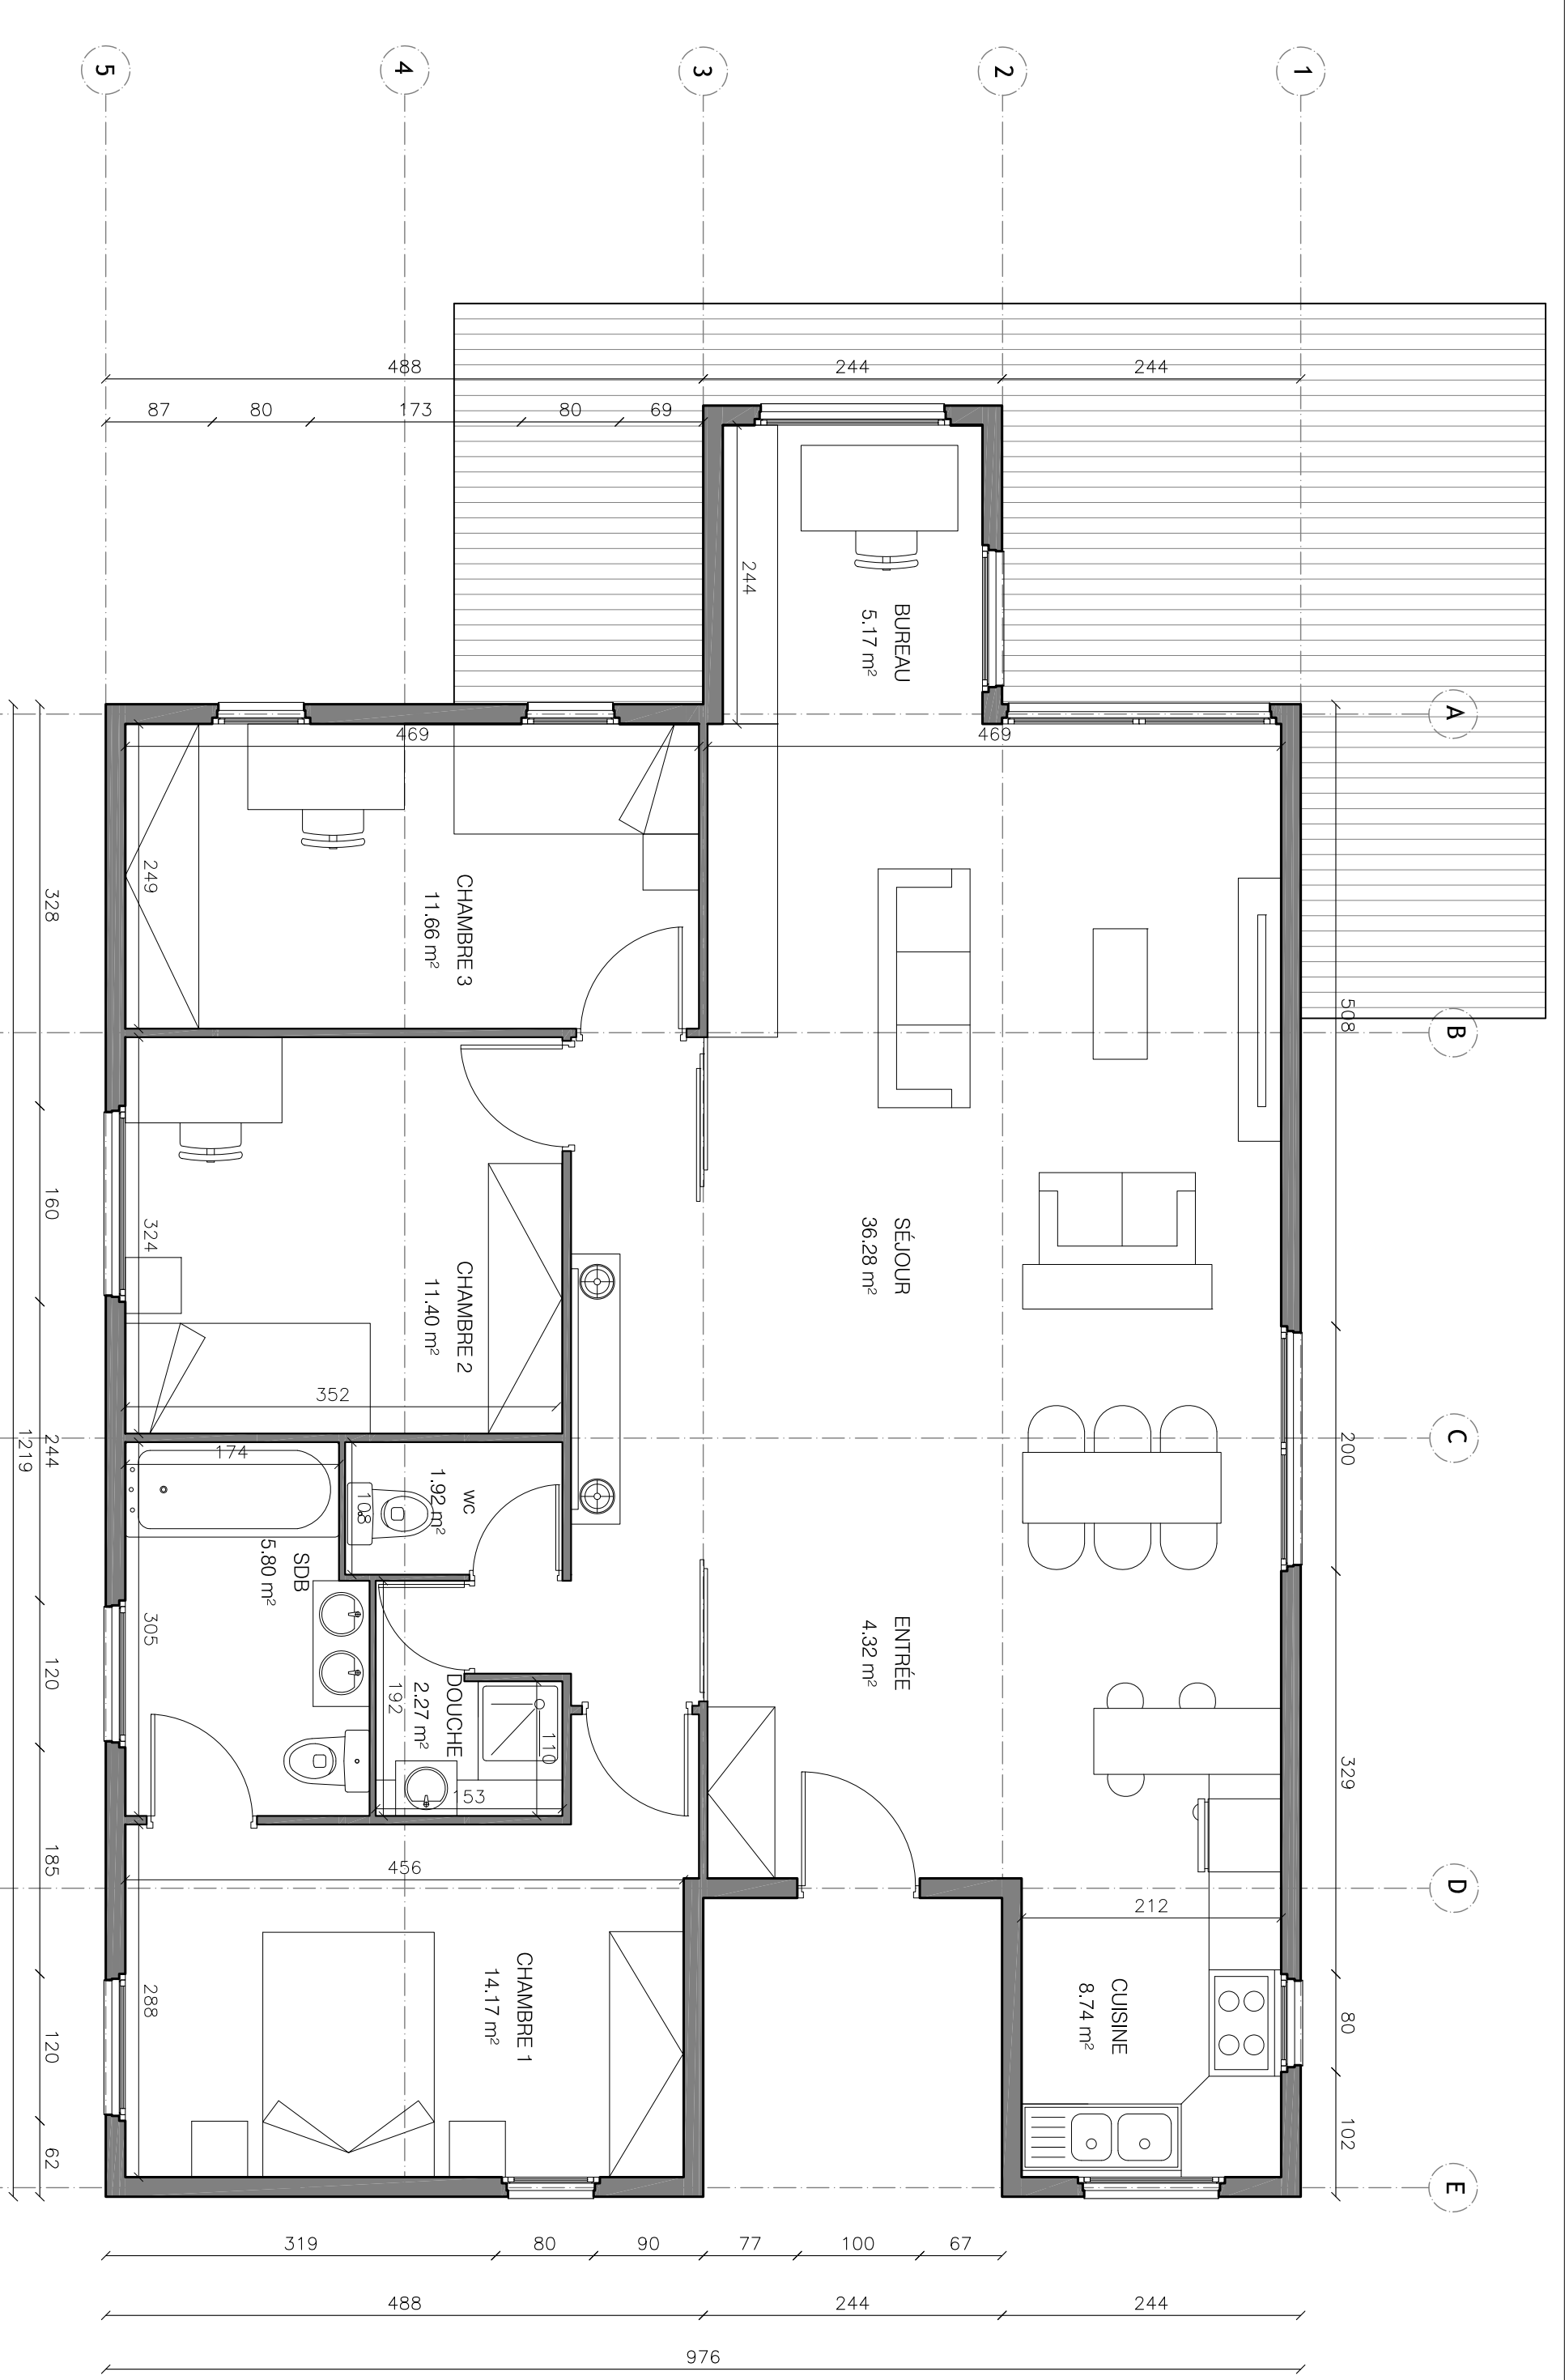 5
4
3
2
1
A
B
C
D
E
488
244
244
87
80
173
80
69
244
BUREAU
5.17 m²
469
469
249
CHAMBRE 3
11.66 m²
328
508
160
324
CHAMBRE 2
11.40 m²
352
SÉJOUR
36.28 m²
244
1219
174
108
WC
1.92 m²
200
SDB
5.80 m²
305
120
192
DOUCHE
2.27 m²
110
153
ENTRÉE
4.32 m²
329
185
456
212
288
CHAMBRE 1
14.17 m²
CUISINE
8.74 m²
80
120
62
102
319
80
90
77
100
67
488
244
244
976